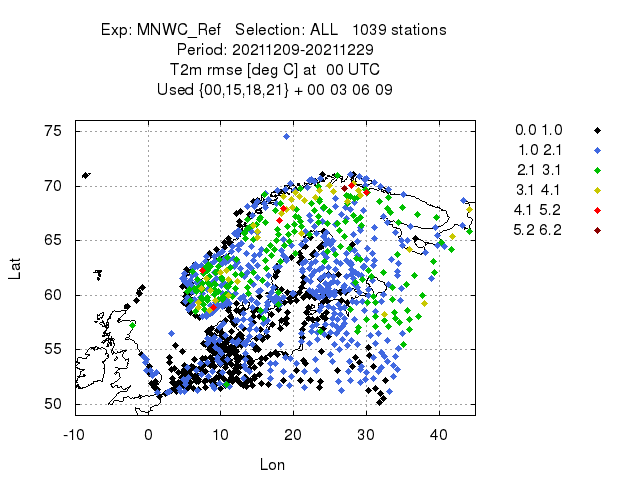 Exp: MNWC_Ref   Selection: ALL   1039 stations
Period: 20211209-20211229
T2m rmse [deg C] at  00 UTC
Used {00,15,18,21} + 00 03 06 09
75
70
65
60
55
50
Lat
-10 0 10 20 30 40
Lon
0.0 1.0
1.0 2.1
2.1 3.1
3.1 4.1
4.1 5.2
5.2 6.2